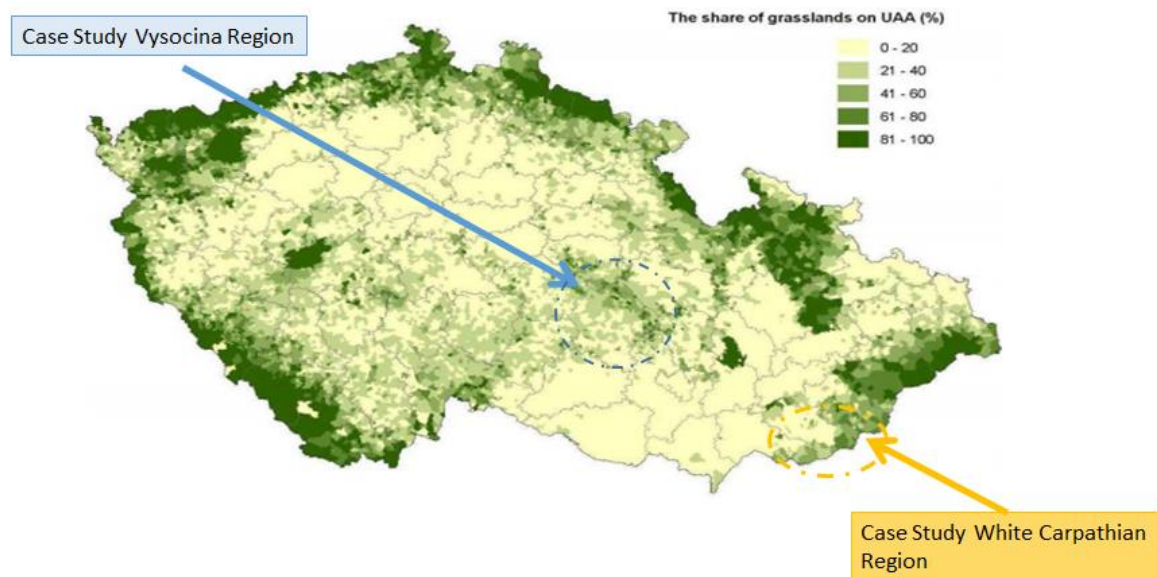 The share of grasslands on UAA (%)
Case Study Vysocina Region
0 - 20
21 - 40
41 - 60
61 - 80
81 - 100
Case Study White Carpathian
Region